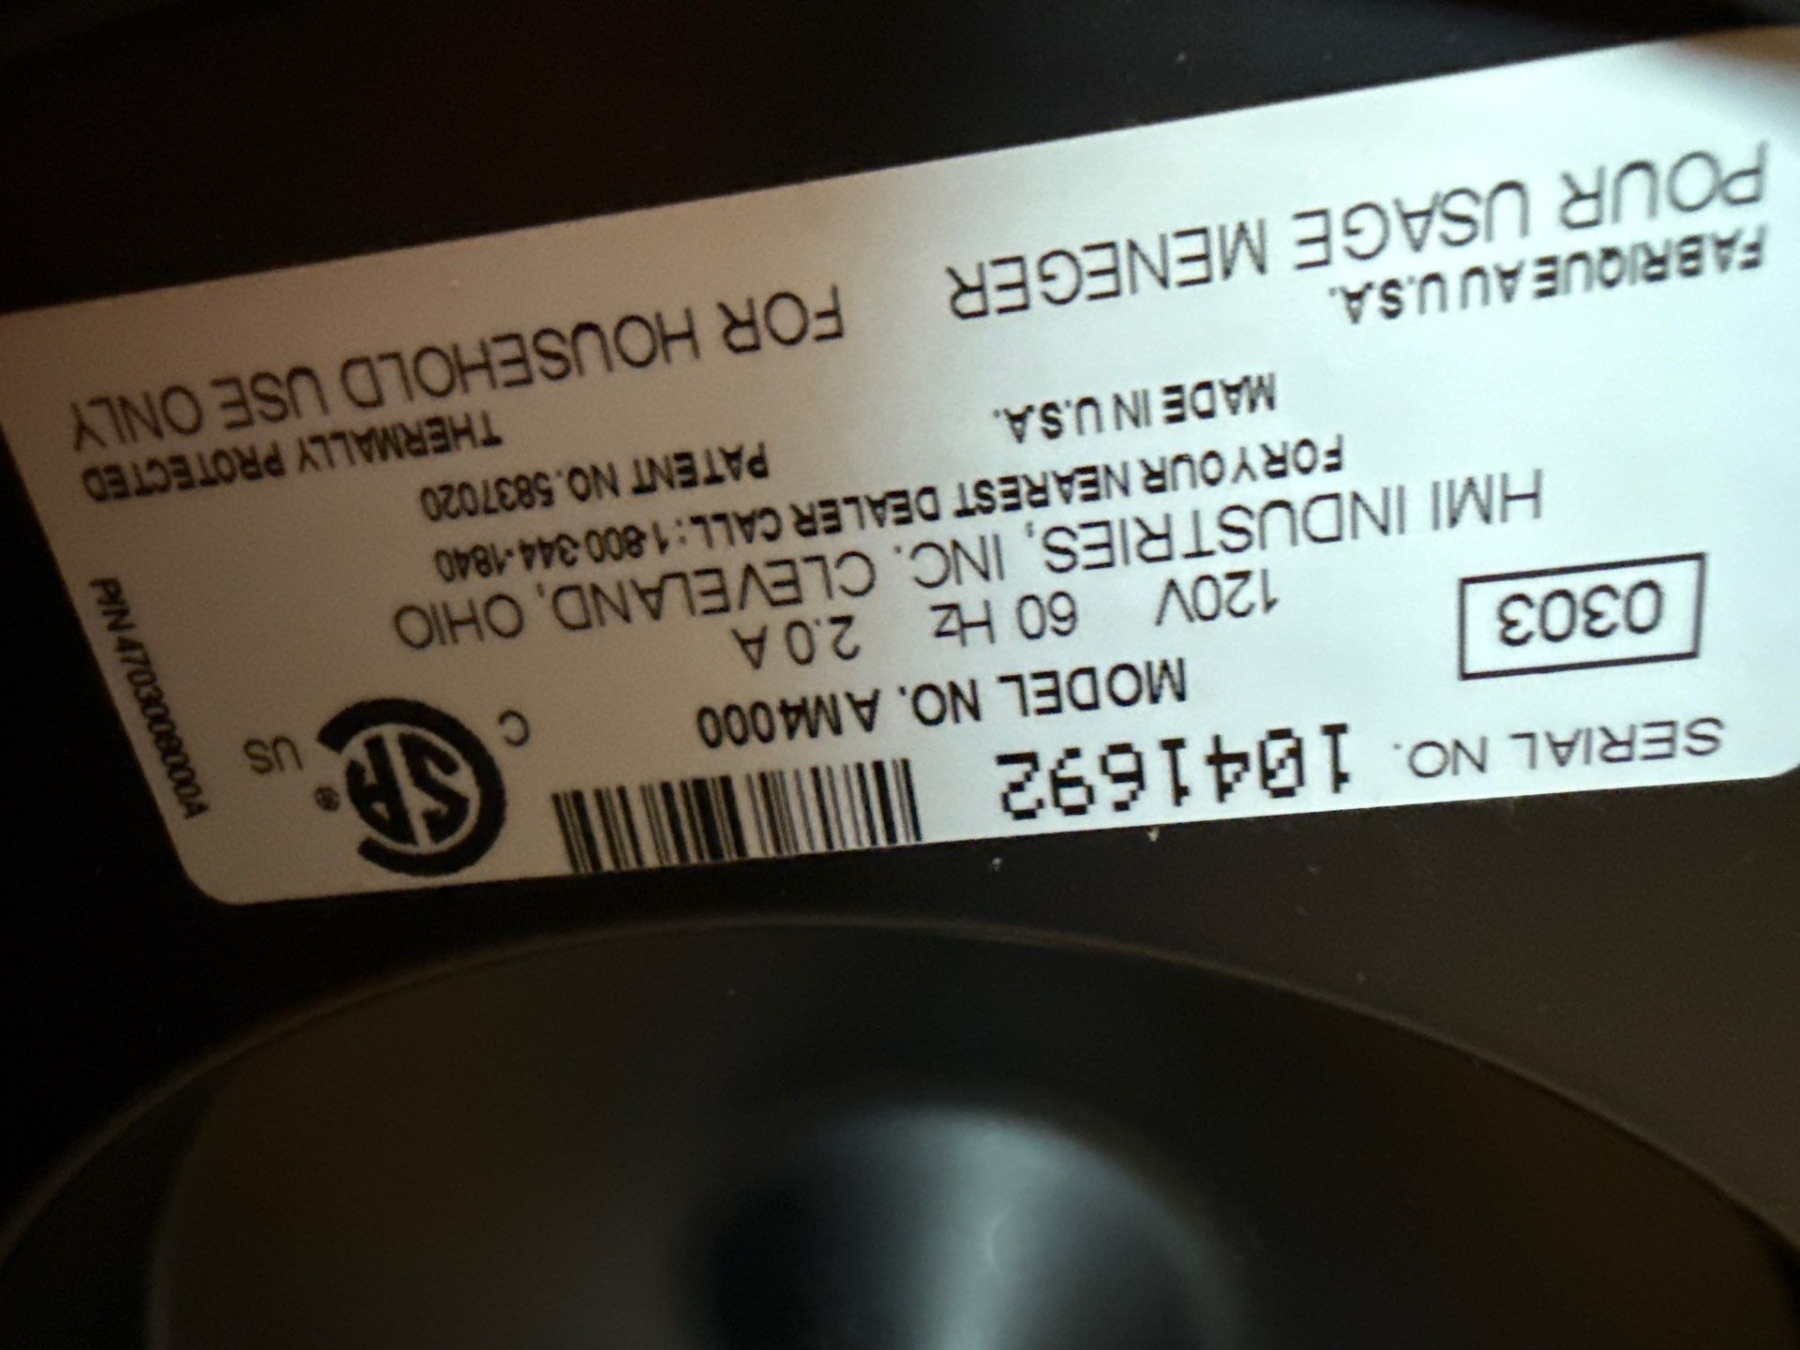 SERIAL NO. 1041692
MODEL NO. AM4000
0303
120V 60 Hz 2.0 A
HMI INDUSTRIES, INC. CLEVELAND, OHIO
FOR YOUR NEAREST DEALER CALL: 1-800-344-1840
MADE IN U.S.A. PATENT NO. 5837020
FABRIQUE AU U.S.A. THERMALLY PROTECTED
POUR USAGE MENEGER FOR HOUSEHOLD USE ONLY
C SA ® US
P/N 4703008000A